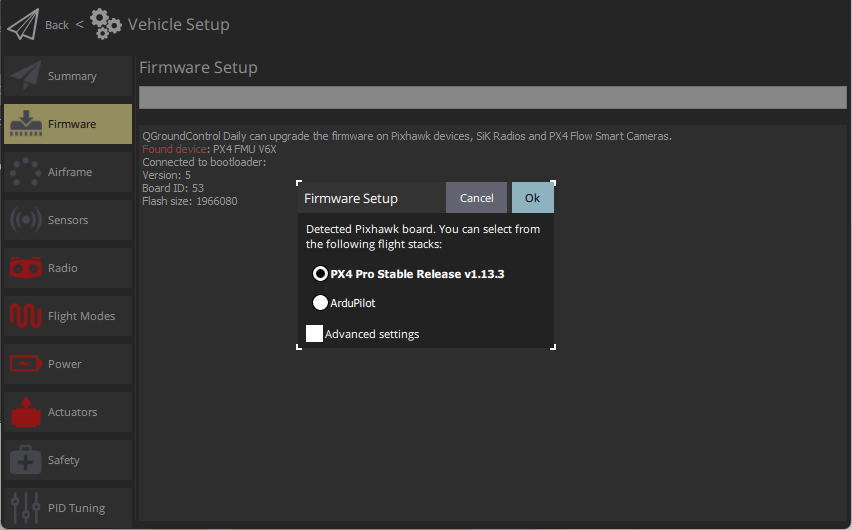 Back < Vehicle Setup
Summary
Firmware
Airframe
Sensors
Radio
Flight Modes
Power
Actuators
Safety
PID Tuning
Firmware Setup
QGroundControl Daily can upgrade the firmware on Pixhawk devices, SiK Radios and PX4 Flow Smart Cameras.
Found device: PX4 FMU V6X
Connected to bootloader:
Version: 5
Board ID: 53
Flash size: 1966080
Firmware Setup Cancel Ok
Detected Pixhawk board. You can select from
the following flight stacks:
PX4 Pro Stable Release v1.13.3
ArduPilot
Advanced settings